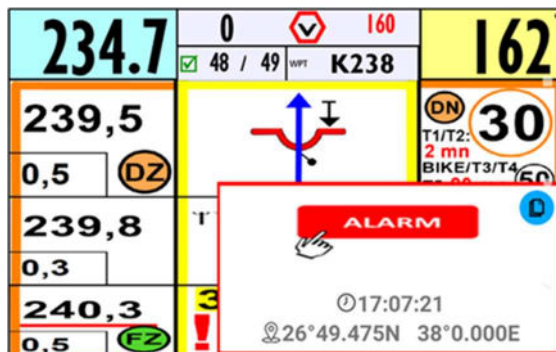 234.7
0
V
160
162
48 / 49
WPT
K238
239,5
0,5
DZ
T
DN
30
T1/T2:
2 mn
BIKE/T3/T4
50
239,8
0,3
T
ALARM
240,3
0,5
FZ
3
!
17:07:21
26°49.475N 38°0.000E